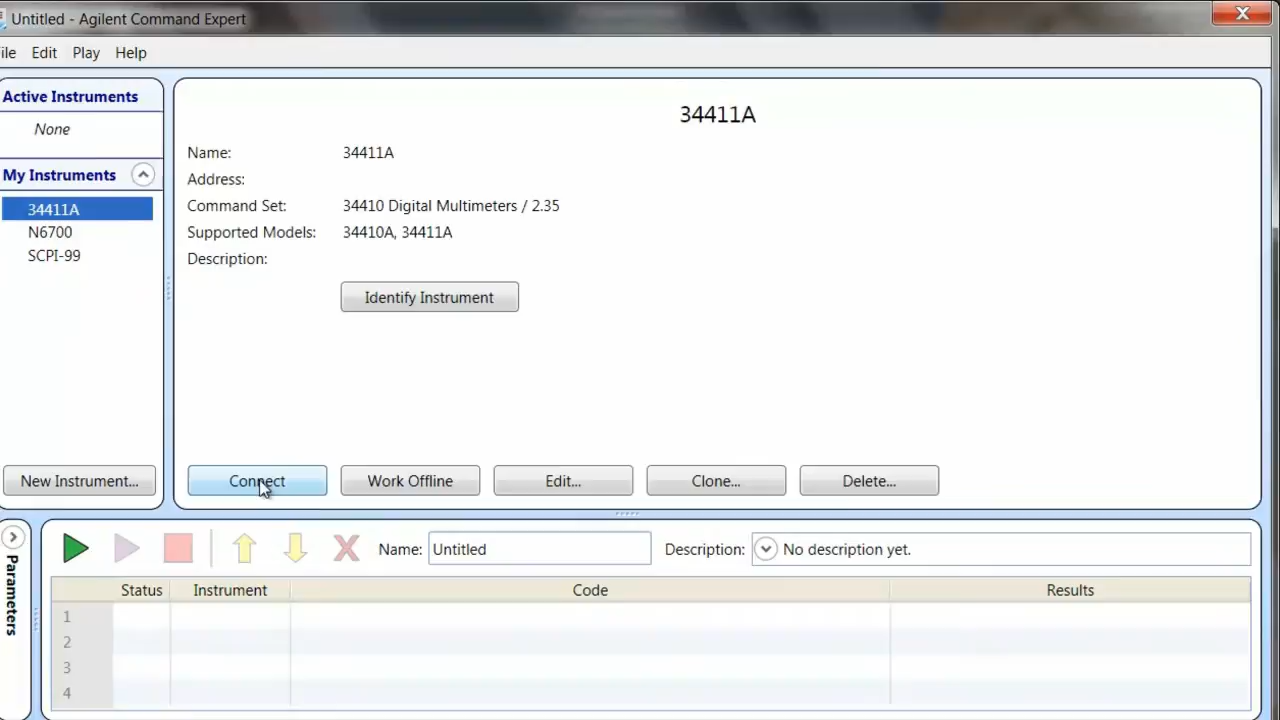 Untitled - Agilent Command Expert
ile Edit Play Help
Active Instruments
None
My Instruments
34411A
N6700
SCPI-99
New Instrument...
34411A
Name: 34411A
Address:
Command Set: 34410 Digital Multimeters / 2.35
Supported Models: 34410A, 34411A
Description:
Identify Instrument
Connect Work Offline Edit... Clone... Delete...
Parameters
Name: Untitled Description: No description yet.
Status Instrument Code Results
1
2
3
4